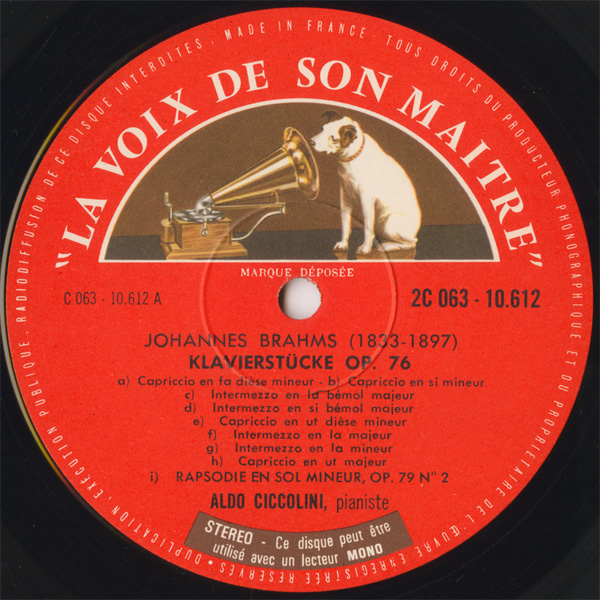 MADE IN FRANCE. TOUS DROITS DU PRODUCTEUR PHONOGRAPHIQUE ET DU PROPRIETAIRE DE L'ŒUVRE ENREGISTRÉE RESERVES • DUPLICATION. EXÉCUTION PUBLIQUE. RADIODIFFUSION DE CE DISQUE INTERDITES.
"LA VOIX DE SON MAITRE"
MARQUE DÉPOSÉE
C 063 - 10.612 A
2C 063 - 10.612
JOHANNES BRAHMS (1833-1897)
KLAVIERSTÜCKE OP. 76
a) Capriccio en fa dièse mineur - b) Capriccio en si mineur
c) Intermezzo en la bémol majeur
d) Intermezzo en si bémol majeur
e) Capriccio en ut dièse mineur
f) Intermezzo en la majeur
g) Intermezzo en la mineur
h) Capriccio en ut majeur
i) RAPSODIE EN SOL MINEUR, OP. 79 N° 2
ALDO CICCOLINI, pianiste
STEREO - Ce disque peut être
utilisé avec un lecteur MONO